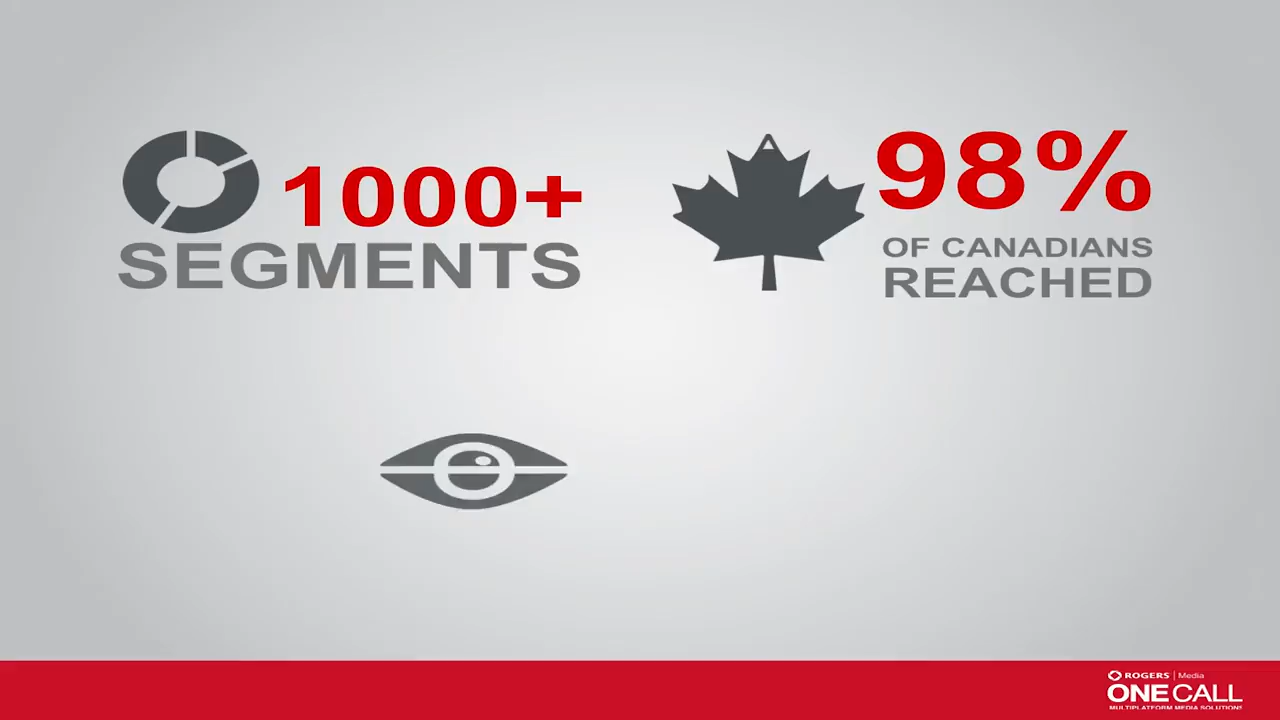 1000+
SEGMENTS
98%
OF CANADIANS
REACHED
ROGERS | Media
ONE CALL
MULTIPLATFORM MEDIA SOLUTIONS